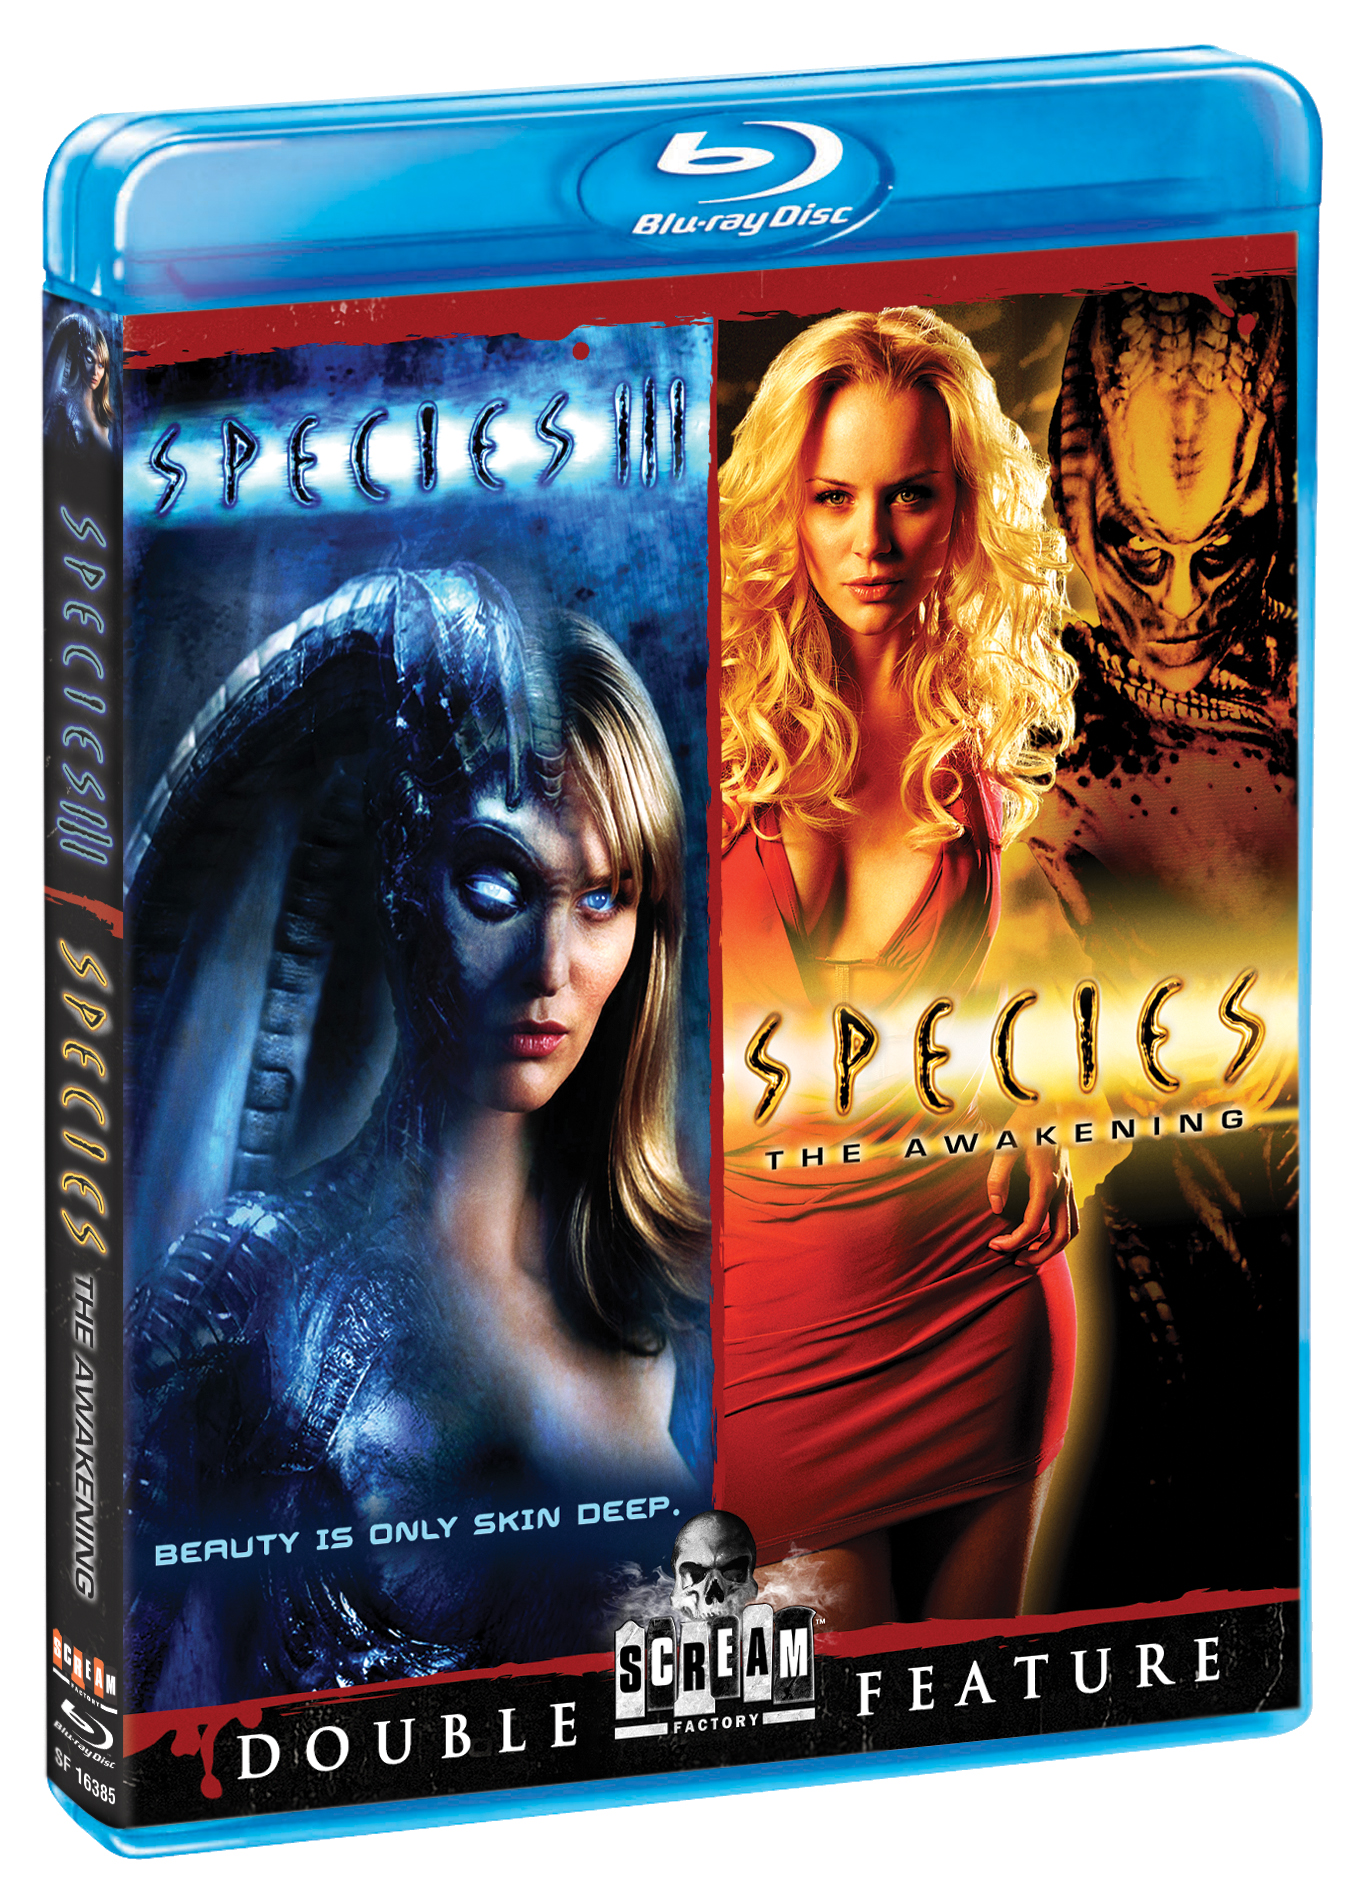 Blu-ray Disc
SPECIES III
SPECIES
THE AWAKENING
BEAUTY IS ONLY SKIN DEEP.
SCREAM™
FACTORY
DOUBLE FEATURE
SPECIES III
SPECIES THE AWAKENING
SCREAM
FACTORY
Blu-ray Disc
SF 16385